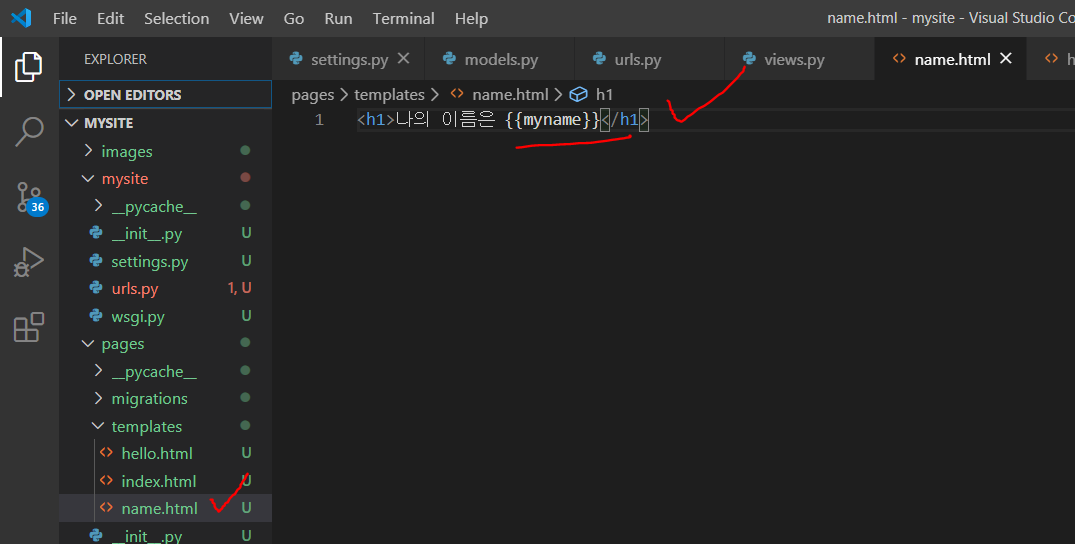 File Edit Selection View Go Run Terminal Help name.html - mysite - Visual Studio Co
EXPLORER
settings.py models.py urls.py views.py name.html h
OPEN EDITORS
pages > templates > name.html > h1
MYSITE
1 <h1>나의 이름은 {{myname}}</h1>
images
mysite
__pycache__
__init__.py U
settings.py U
36
urls.py 1, U
wsgi.py U
pages
__pycache__
migrations
templates
hello.html U
index.html U
name.html U
__init__.py U